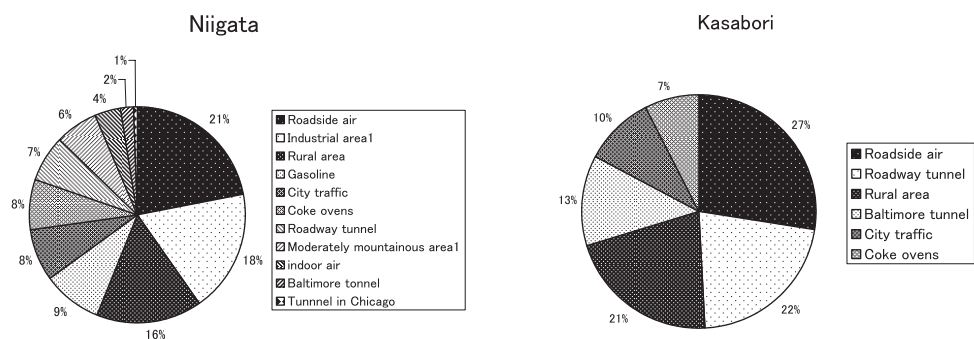 Niigata
1%
2%
4%
6%
7%
8%
8%
9%
16%
18%
21%
Roadside air
Industrial area1
Rural area
Gasoline
City traffic
Coke ovens
Roadway tunnel
Moderately mountainous area1
indoor air
Baltimore tonnel
Tunnnel in Chicago
Kasabori
7%
10%
13%
21%
22%
27%
Roadside air
Roadway tunnel
Rural area
Baltimore tunnel
City traffic
Coke ovens